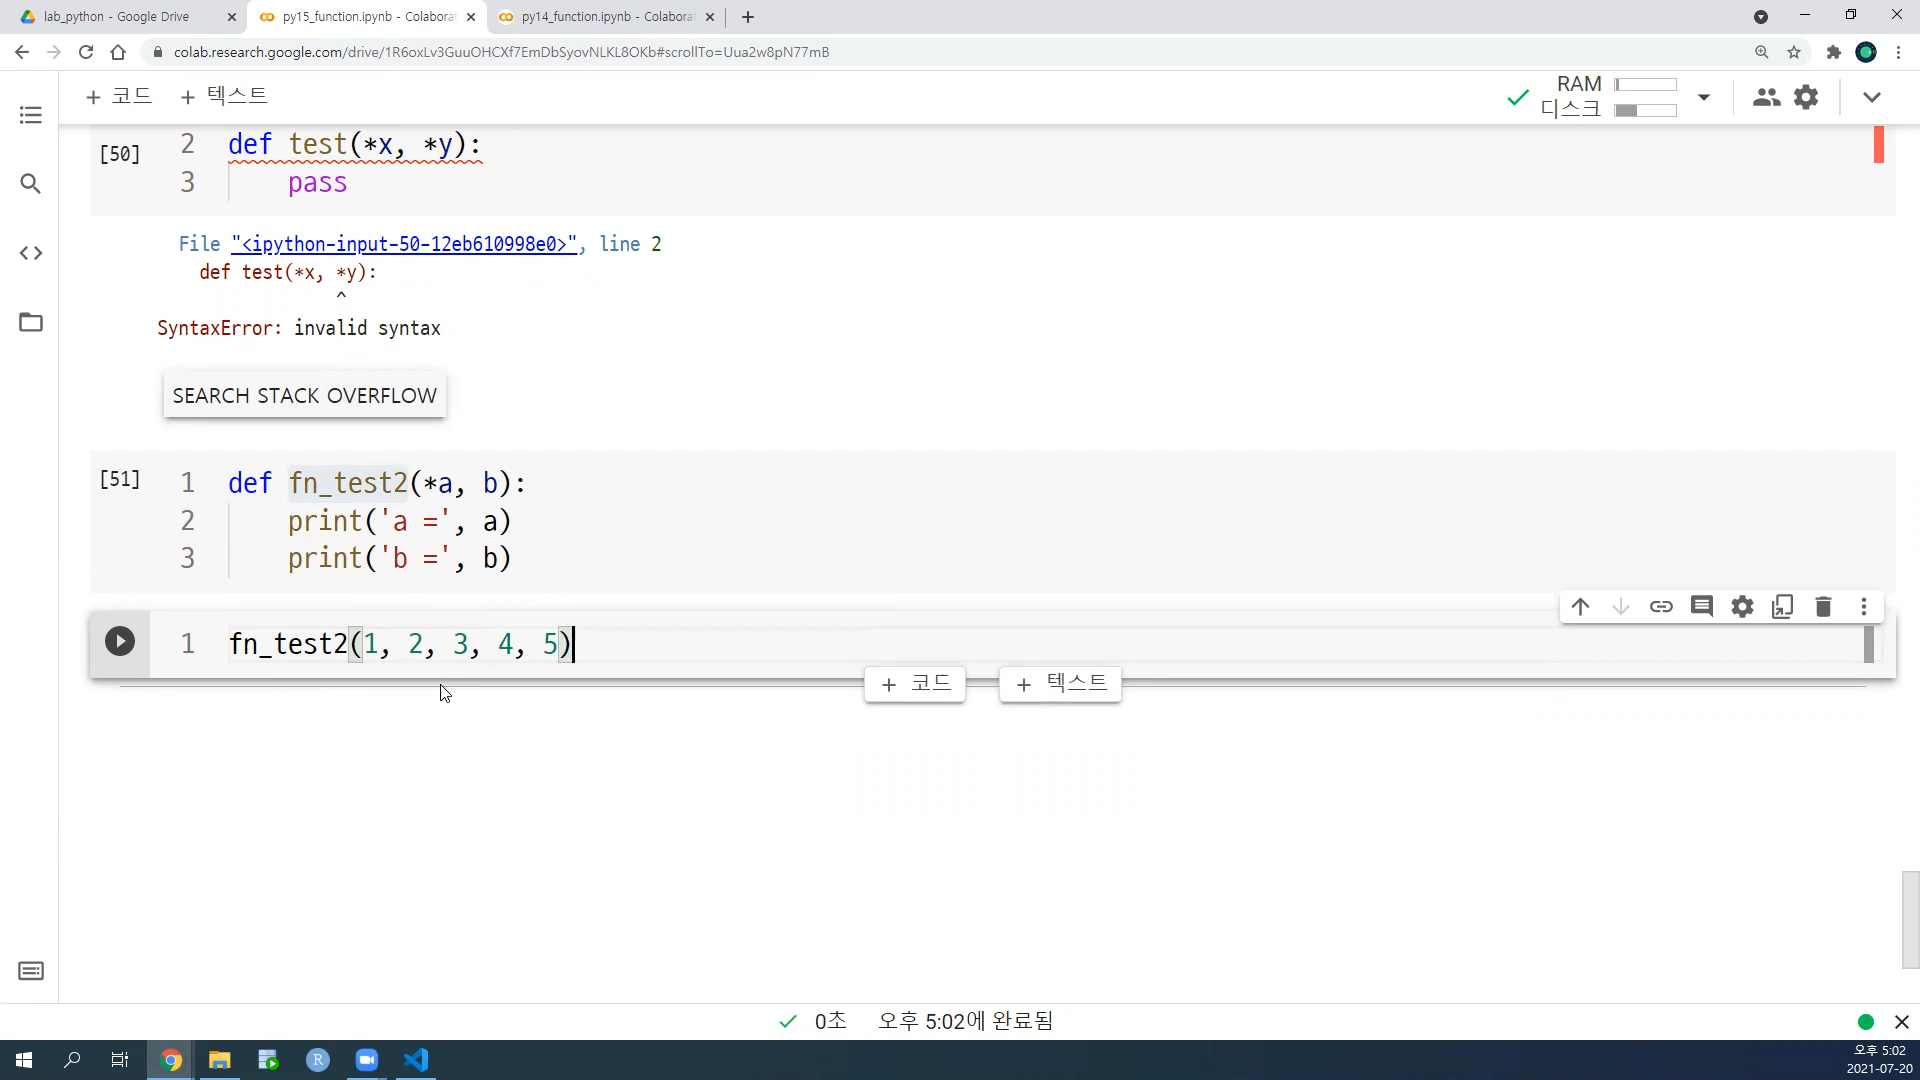 lab_python - Google Drive
py15_function.ipynb - Colabora
py14_function.ipynb - Colabora
colab.research.google.com/drive/1R6oxLv3GuuOHCXf7EmDbSyovNLKL8OKb#scrollTo=Uua2w8pN77mB
+ 코드 + 텍스트
RAM
디스크
[50]
2 def test(*x, *y):
3 pass
File "<ipython-input-50-12eb610998e0>", line 2
def test(*x, *y):
^
SyntaxError: invalid syntax
SEARCH STACK OVERFLOW
[51]
1 def fn_test2(*a, b):
2 print('a =', a)
3 print('b =', b)
1 fn_test2(1, 2, 3, 4, 5)
+ 코드 + 텍스트
0초 오후 5:02에 완료됨
오후 5:02
2021-07-20